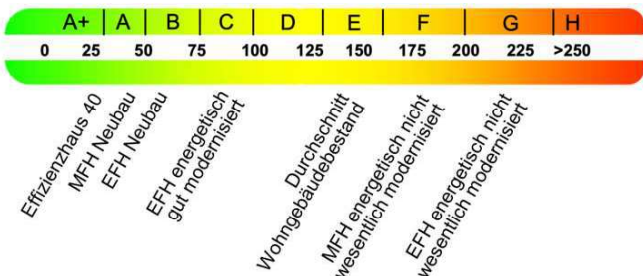 A+ A B C D E F G H
0 25 50 75 100 125 150 175 200 225 >250
Effizienzhaus 40
MFH Neubau
EFH Neubau
EFH energetisch
gut modernisiert
Durchschnitt
Wohngebäudebestand
MFH energetisch nicht
wesentlich modernisiert
EFH energetisch nicht
wesentlich modernisiert